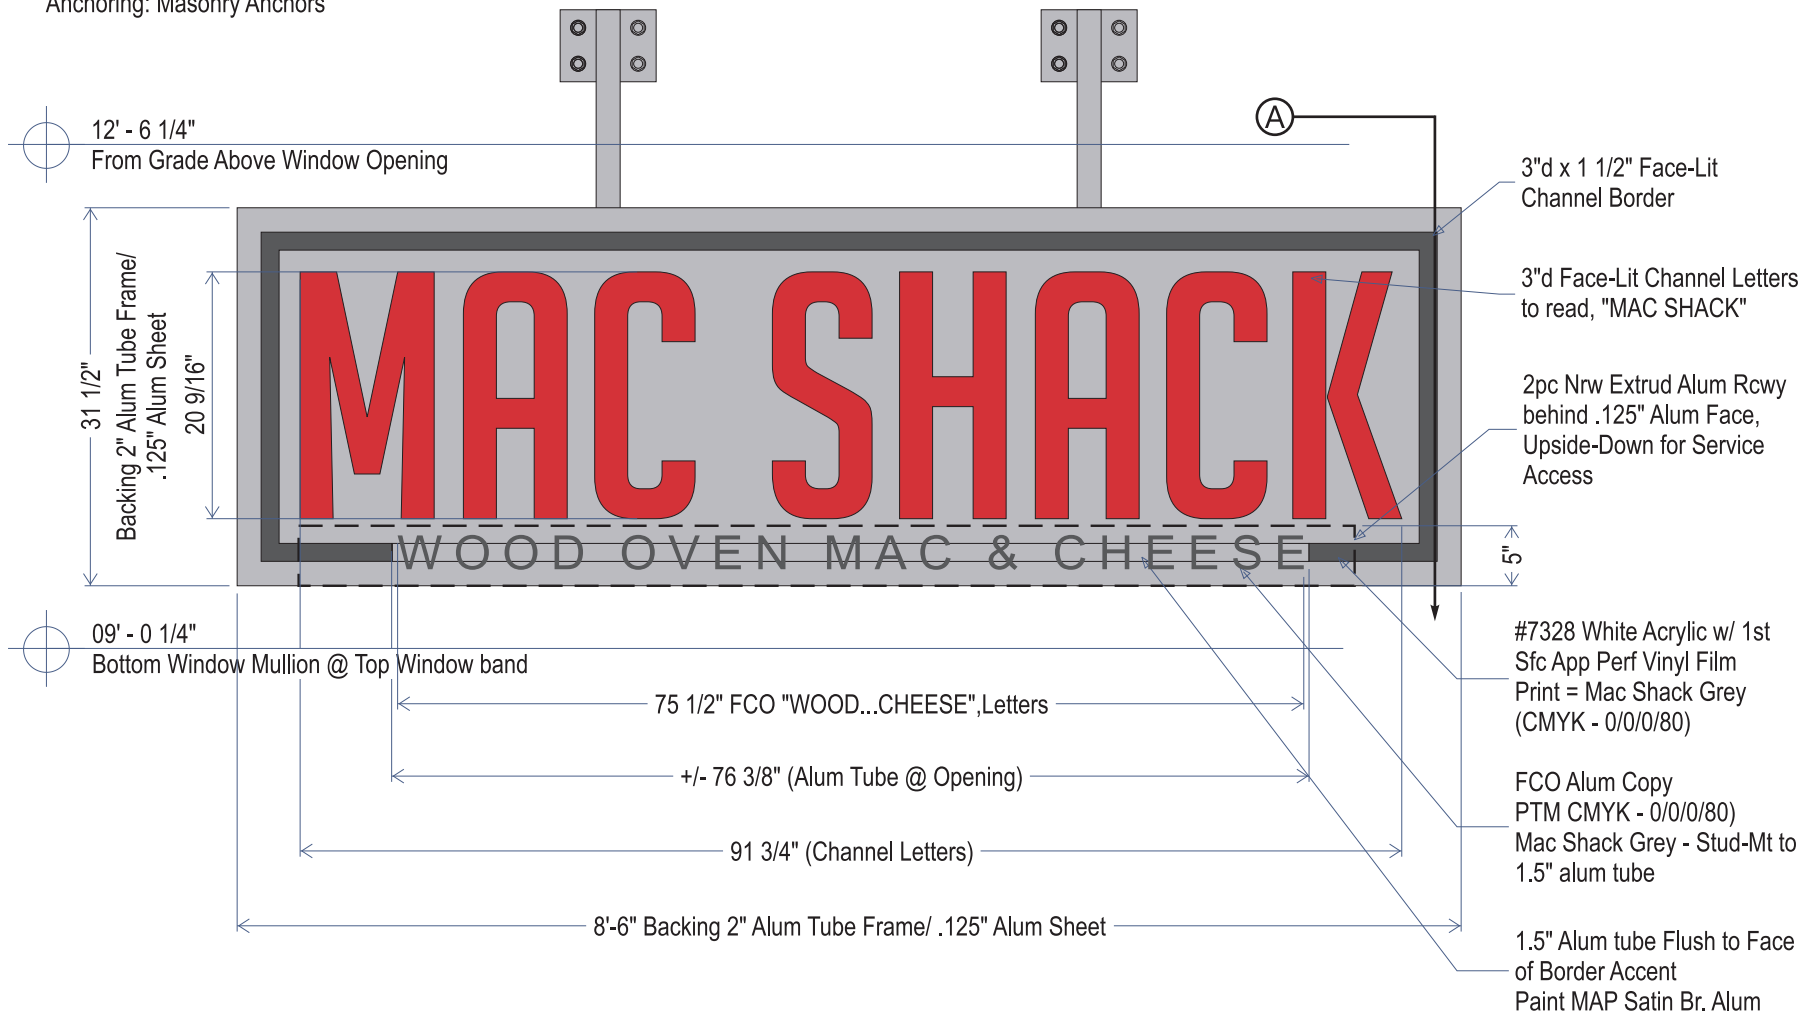 Anchoring: Masonry Anchors
12' - 6 1/4"
From Grade Above Window Opening
A
3"d x 1 1/2" Face-Lit
Channel Border
3"d Face-Lit Channel Letters
to read, "MAC SHACK"
2pc Nrw Extrud Alum Rcwy
behind .125" Alum Face,
Upside-Down for Service
Access
31 1/2"
Backing 2" Alum Tube Frame/
.125" Alum Sheet
20 9/16"
MAC SHACK
WOOD OVEN MAC & CHEESE
5"
09' - 0 1/4"
Bottom Window Mullion @ Top Window band
75 1/2" FCO "WOOD...CHEESE",Letters
+/- 76 3/8" (Alum Tube @ Opening)
91 3/4" (Channel Letters)
8'-6" Backing 2" Alum Tube Frame/ .125" Alum Sheet
#7328 White Acrylic w/ 1st
Sfc App Perf Vinyl Film
Print = Mac Shack Grey
(CMYK - 0/0/0/80)
FCO Alum Copy
PTM CMYK - 0/0/0/80)
Mac Shack Grey - Stud-Mt to
1.5" alum tube
1.5" Alum tube Flush to Face
of Border Accent
Paint MAP Satin Br. Alum